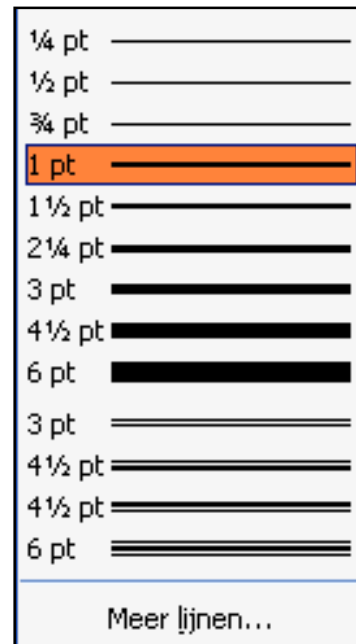 ¼ pt
½ pt
¾ pt
1 pt
1½ pt
2¼ pt
3 pt
4½ pt
6 pt
3 pt
4½ pt
4½ pt
6 pt
Meer lijnen...